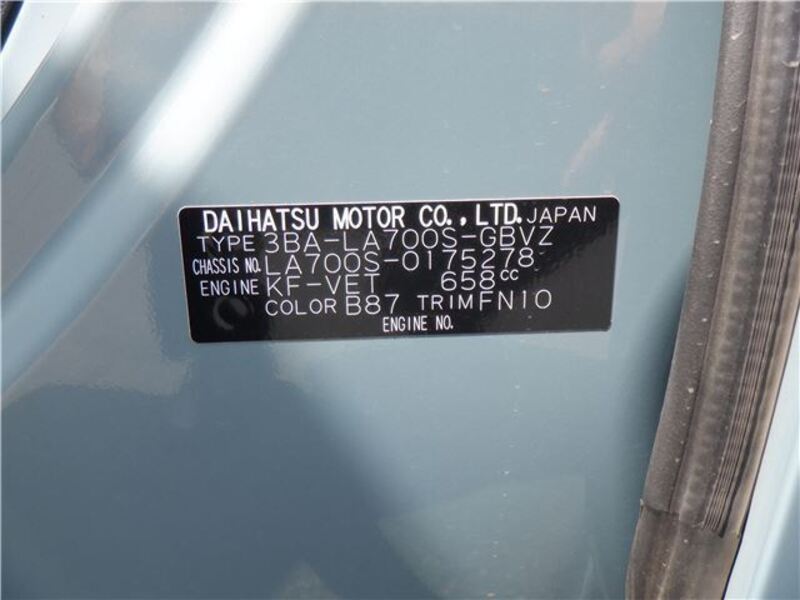 DAIHATSU MOTOR CO., LTD. JAPAN
TYPE 3BA-LA700S-GBVZ
CHASSIS NO. LA700S-0175278
ENGINE KF-VET 658cc
COLOR B87 TRIM FN10
ENGINE NO.